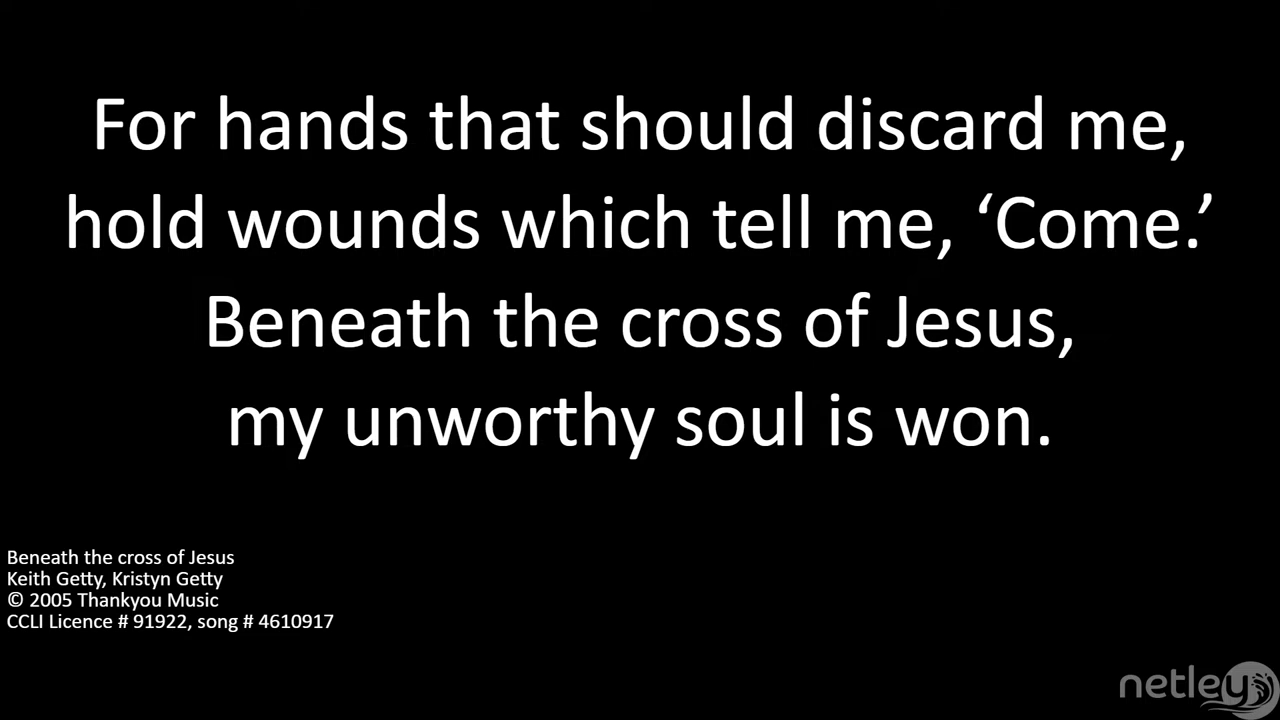 For hands that should discard me,
hold wounds which tell me, ‘Come.’
Beneath the cross of Jesus,
my unworthy soul is won.
Beneath the cross of Jesus
Keith Getty, Kristyn Getty
© 2005 Thankyou Music
CCLI Licence # 91922, song # 4610917
netley